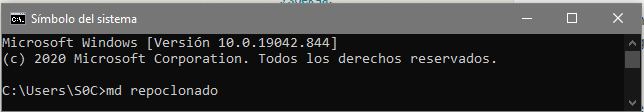 Símbolo del sistema
Microsoft Windows [Versión 10.0.19042.844]
(c) 2020 Microsoft Corporation. Todos los derechos reservados.
C:\Users\S0C>md repoclonado